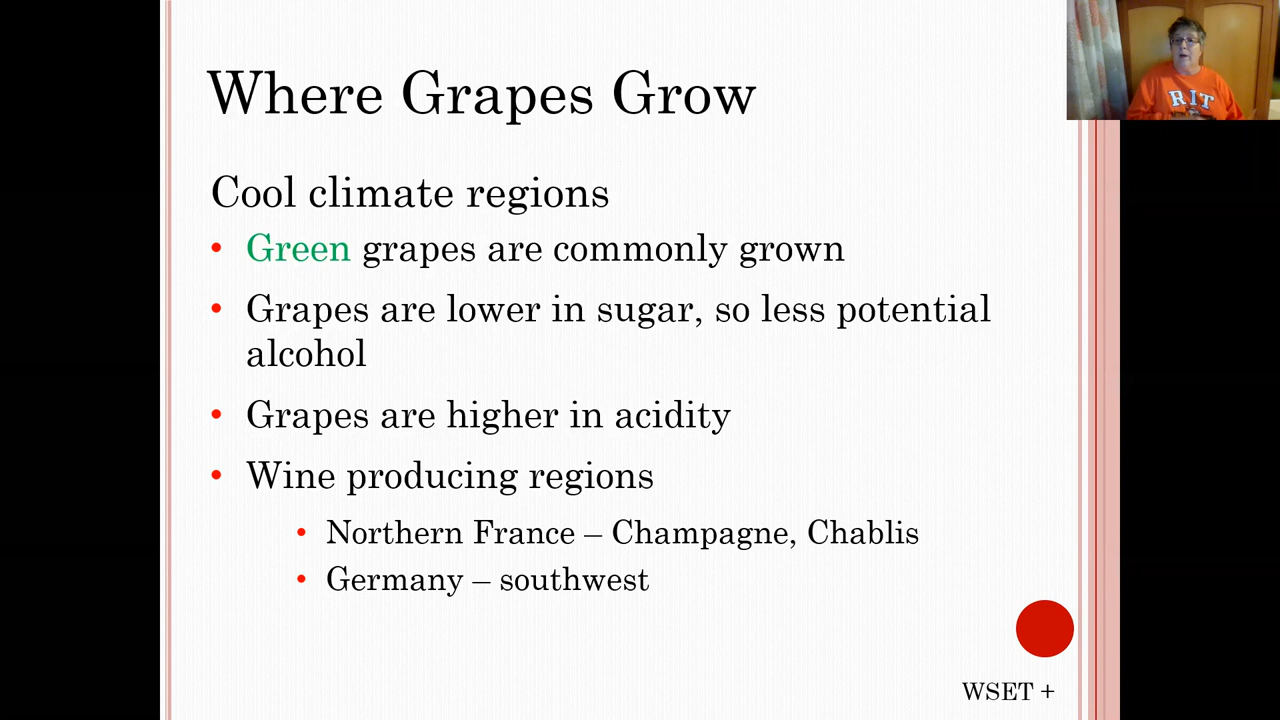 Where Grapes Grow
Cool climate regions
• Green grapes are commonly grown
• Grapes are lower in sugar, so less potential
alcohol
• Grapes are higher in acidity
• Wine producing regions
• Northern France – Champagne, Chablis
• Germany – southwest
WSET +
RIT